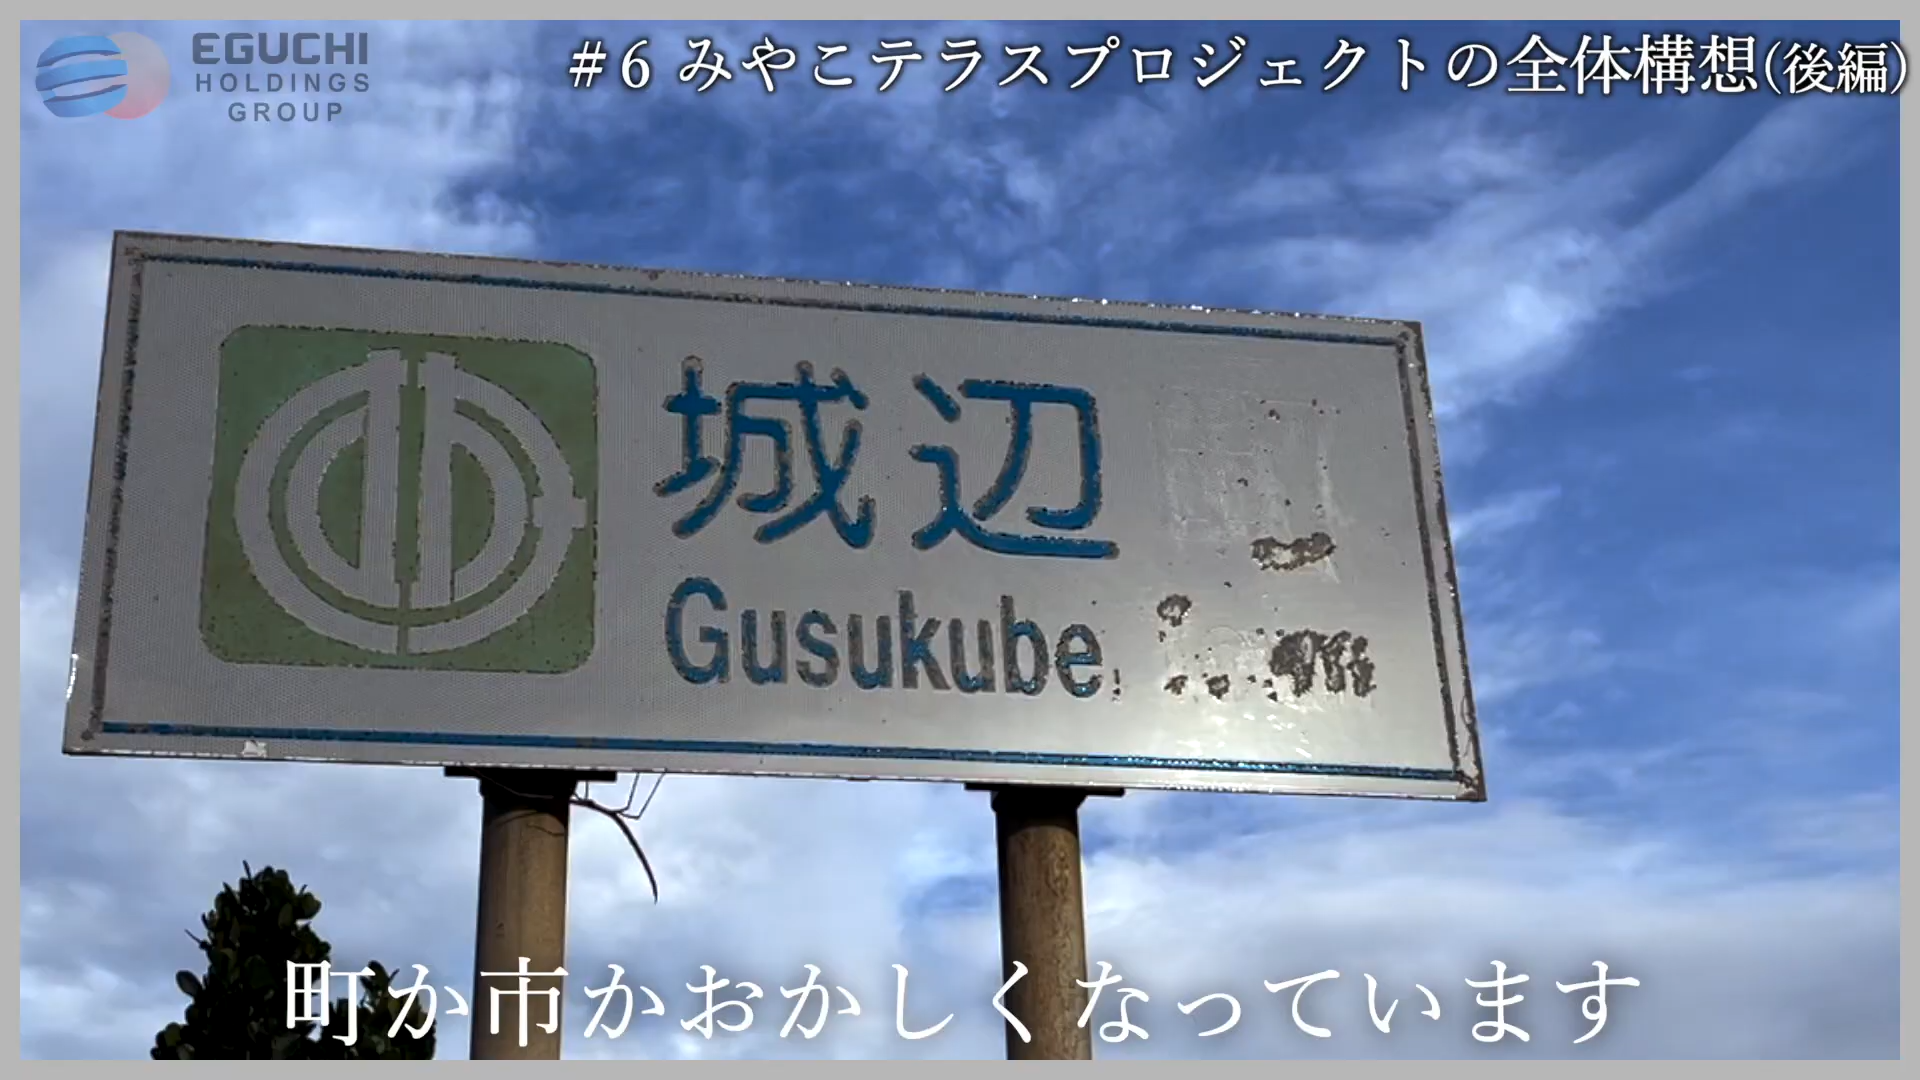 EGUCHI
HOLDINGS
GROUP
#6 みやこテラスプロジェクトの全体構想(後編)
城辺
Gusukube
町か市かおかしくなっています